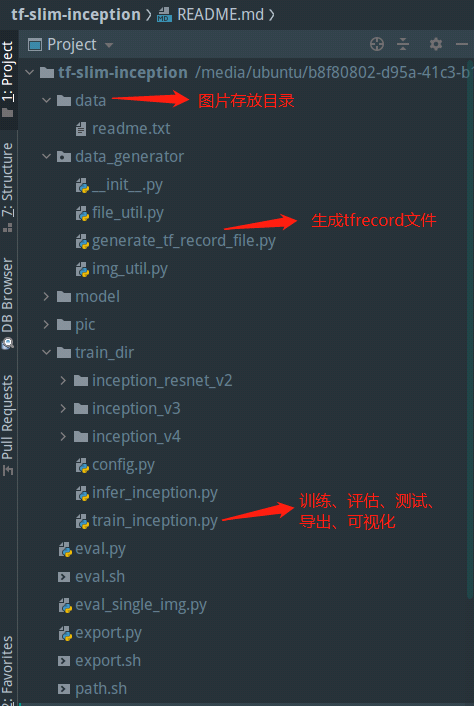 tf-slim-inception README.md
Project
1: Project
tf-slim-inception /media/ubuntu/b8f80802-d95a-41c3-b
data
图片存放目录
readme.txt
data_generator
__init__.py
file_util.py
生成tfrecord文件
generate_tf_record_file.py
img_util.py
model
pic
train_dir
inception_resnet_v2
inception_v3
inception_v4
config.py
infer_inception.py
train_inception.py
训练、评估、测试、
导出、可视化
eval.py
eval.sh
eval_single_img.py
export.py
export.sh
path.sh
7: Structure
DB Browser
Pull Requests
2: Favorites